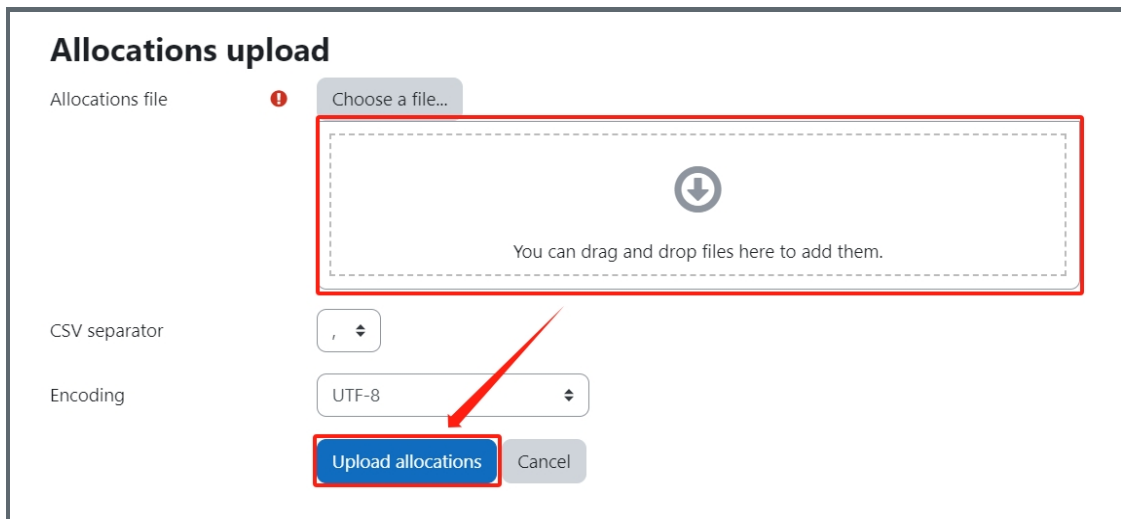 Allocations upload
Allocations file
Choose a file...
You can drag and drop files here to add them.
CSV separator
,
Encoding
UTF-8
Upload allocations
Cancel